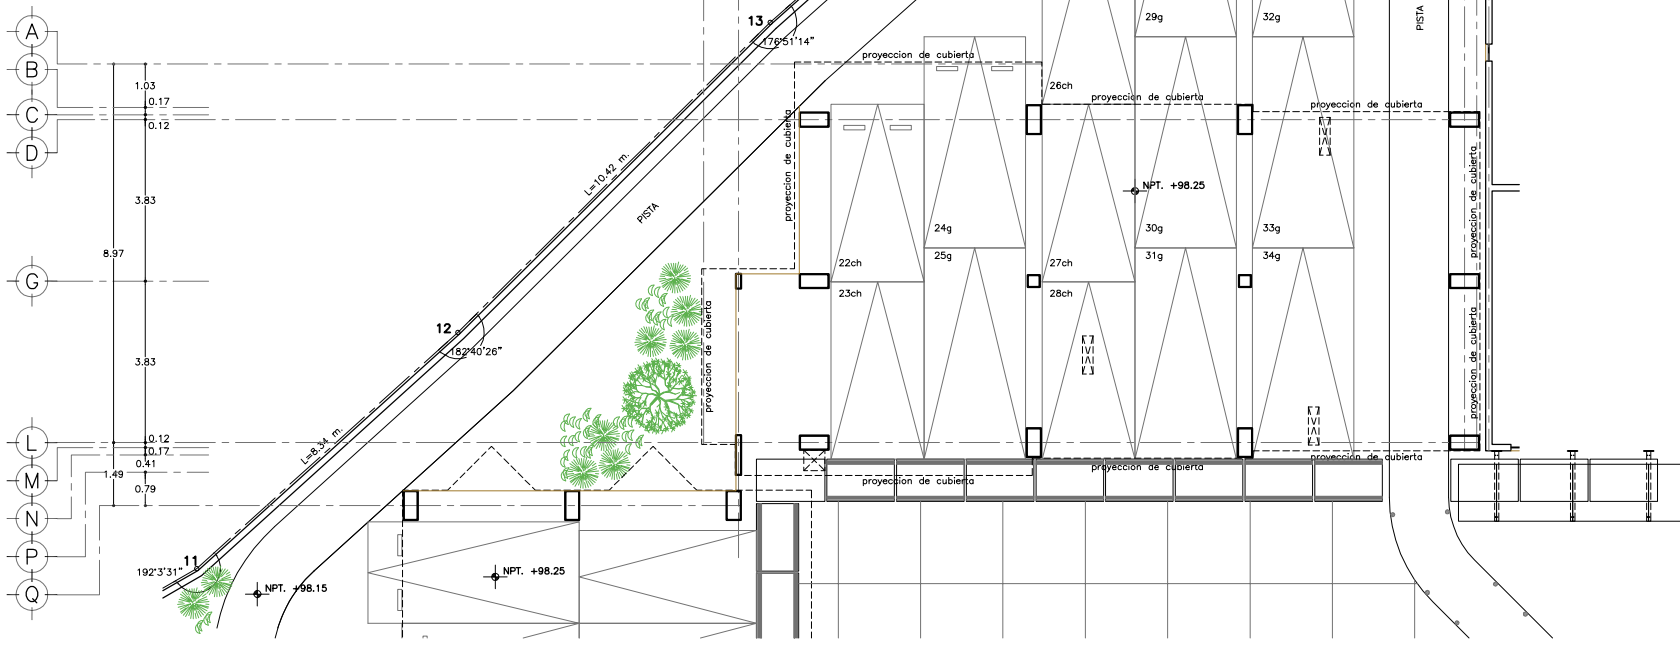 A
B
C
D
G
L
M
N
P
Q
1.03
0.17
0.12
3.83
8.97
3.83
0.12
0.17
0.41
1.49
0.79
13
176°51'14"
L=10.42 m.
PISTA
12
182°40'26"
L=8.34 m.
11
192°3'31"
NPT. +98.15
NPT. +98.25
proyeccion de cubierta
proyeccion de cubierta
proyeccion de cubierta
22ch
23ch
24g
25g
26ch
proyección de cubierta
27ch
28ch
29g
NPT. +98.25
30g
31g
32g
proyeccion de cubierta
33g
34g
PISTA
proyeccion de cubierta
proyeccion de cubierta
proyeccion de cubierta
proyeccion de cubierta
proyeccion de cubierta